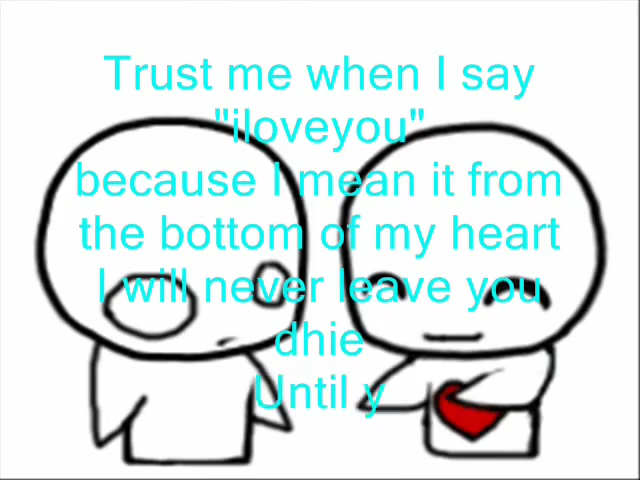 Trust me when I say
"iloveyou"
because I mean it from
the bottom of my heart
I will never leave you
dhie
Until y